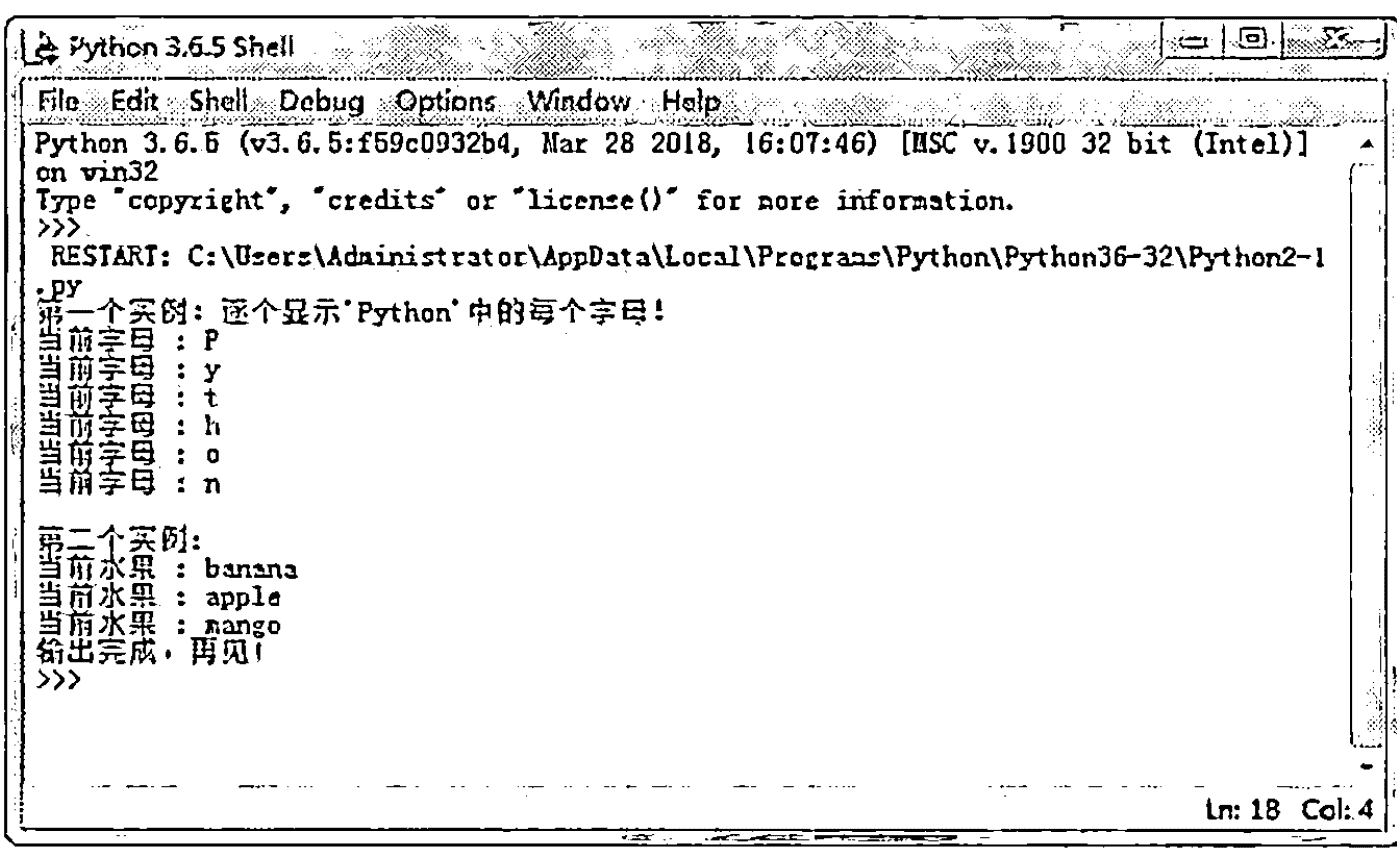 Python 3.6.5 Shell
File Edit Shell Debug Options Window Help
Python 3.6.5 (v3.6.5:f59c0932b4, Mar 28 2018, 16:07:46) [MSC v.1900 32 bit (Intel)]
on win32
Type "copyright", "credits" or "license()" for more information.
>>>
RESTART: C:\Users\Administrator\AppData\Local\Programs\Python\Python36-32\Python2-1
.py
第一个实例: 逐个显示'Python'中的每个字母!
当前字母 : P
当前字母 : y
当前字母 : t
当前字母 : h
当前字母 : o
当前字母 : n
第二个实例:
当前水果 : banana
当前水果 : apple
当前水果 : mango
输出完成，再见!
>>>
Ln: 18 Col: 4